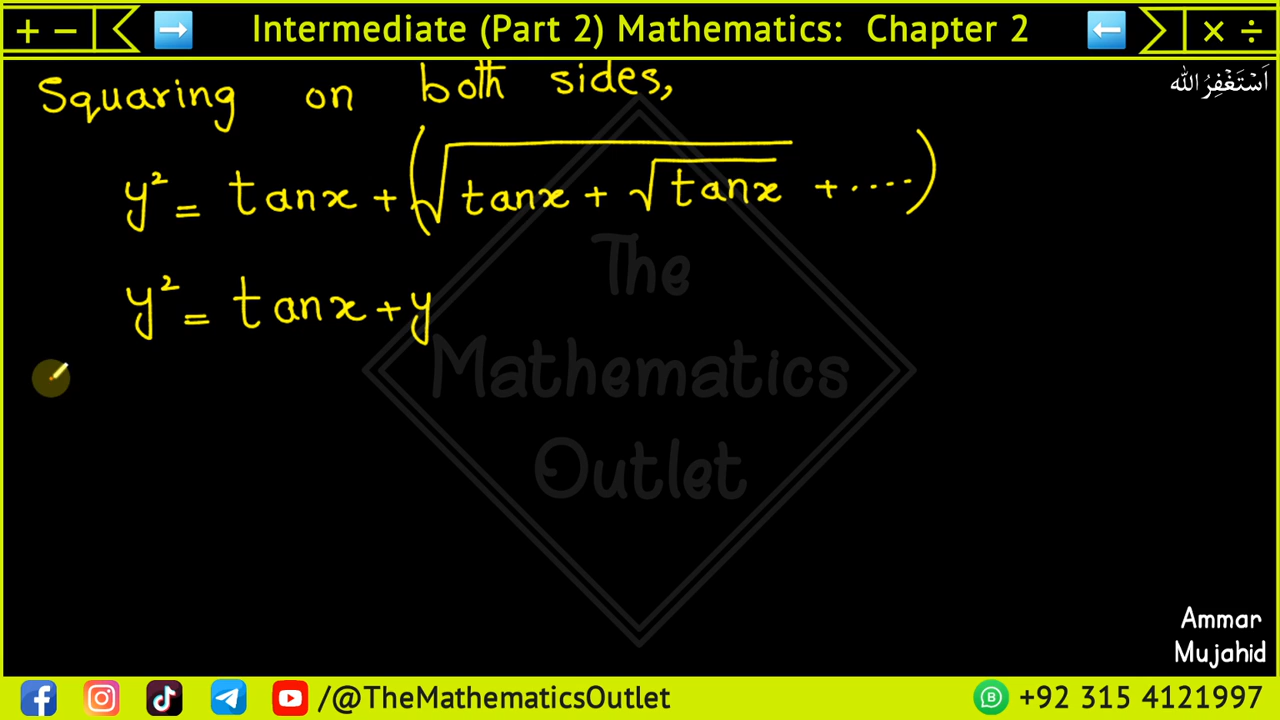 + − Intermediate (Part 2) Mathematics: Chapter 2 × ÷
اَسْتَغْفِرُ اللّٰه
Squaring on both sides,
y² = tanx + (√(tanx + √(tanx)) + ....)
y² = tanx + y
The
Mathematics
Outlet
Ammar
Mujahid
/@TheMathematicsOutlet +92 315 4121997